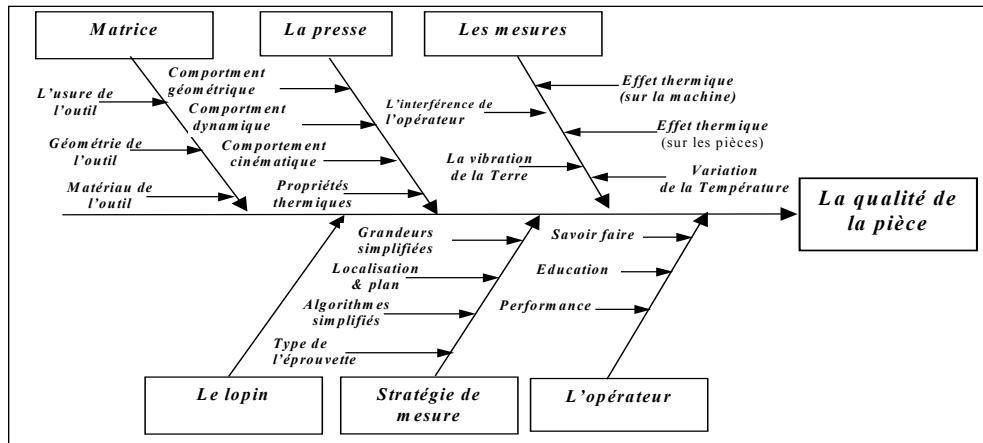 Matrice
La presse
Les mesures
L'usure de
l'outil
Géométrie de
l'outil
Matériau de
l'outil
Comportment
géométrique
Comportment
dynamique
Comportement
cinématique
Propriétés
thermiques
L'interférence de
l'opérateur
La vibration
de la Terre
Effet thermique
(sur la machine)
Effet thermique
(sur les pièces)
Variation
de la Température
La qualité de
la pièce
Grandeurs
simplifiées
Localisation
& plan
Algorithmes
simplifiés
Type de
l'éprouvette
Savoir faire
Education
Performance
Le lopin
Stratégie de
mesure
L'opérateur